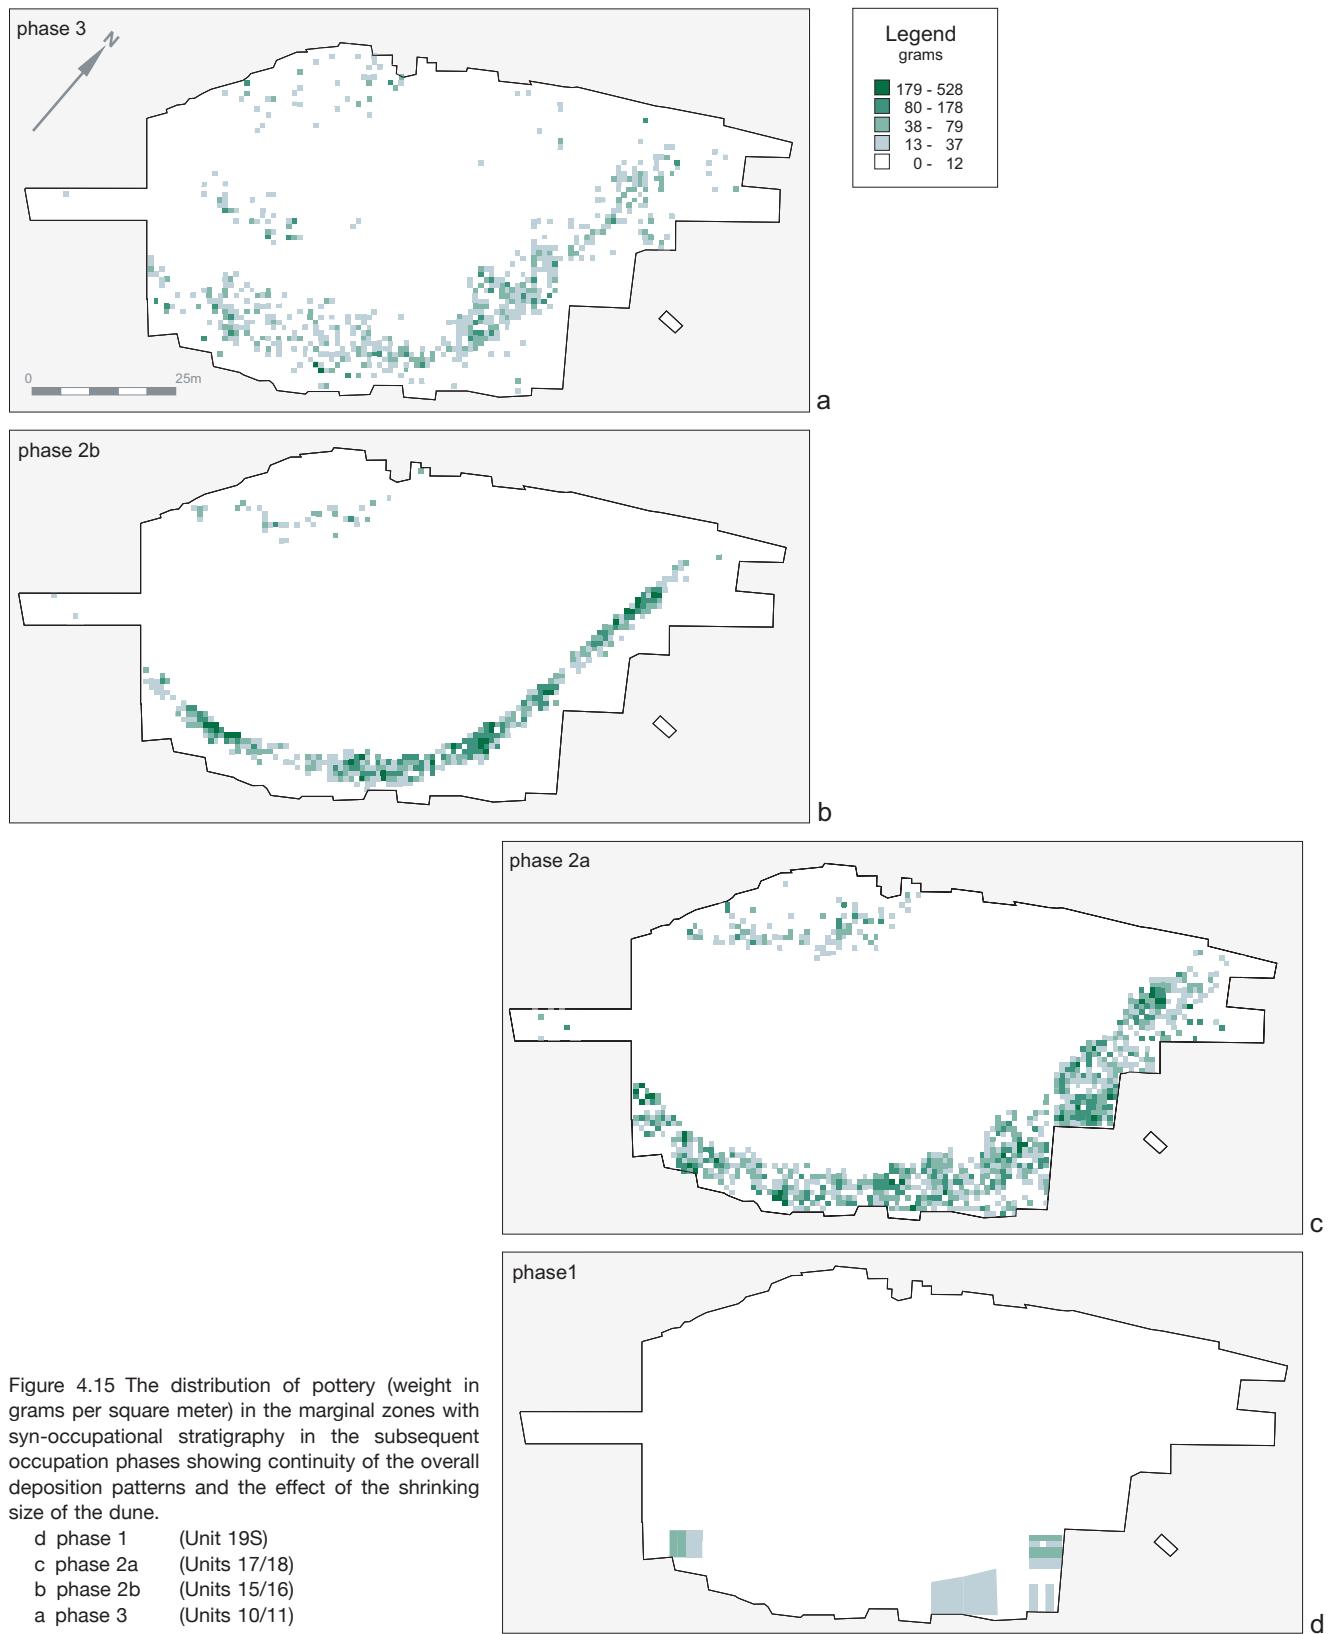 phase 3
N
0 25m
a
Legend
grams
179 - 528
80 - 178
38 - 79
13 - 37
0 - 12
phase 2b
b
phase 2a
c
phase1
d
Figure 4.15 The distribution of pottery (weight in
grams per square meter) in the marginal zones with
syn-occupational stratigraphy in the subsequent
occupation phases showing continuity of the overall
deposition patterns and the effect of the shrinking
size of the dune.
d phase 1 (Unit 19S)
c phase 2a (Units 17/18)
b phase 2b (Units 15/16)
a phase 3 (Units 10/11)